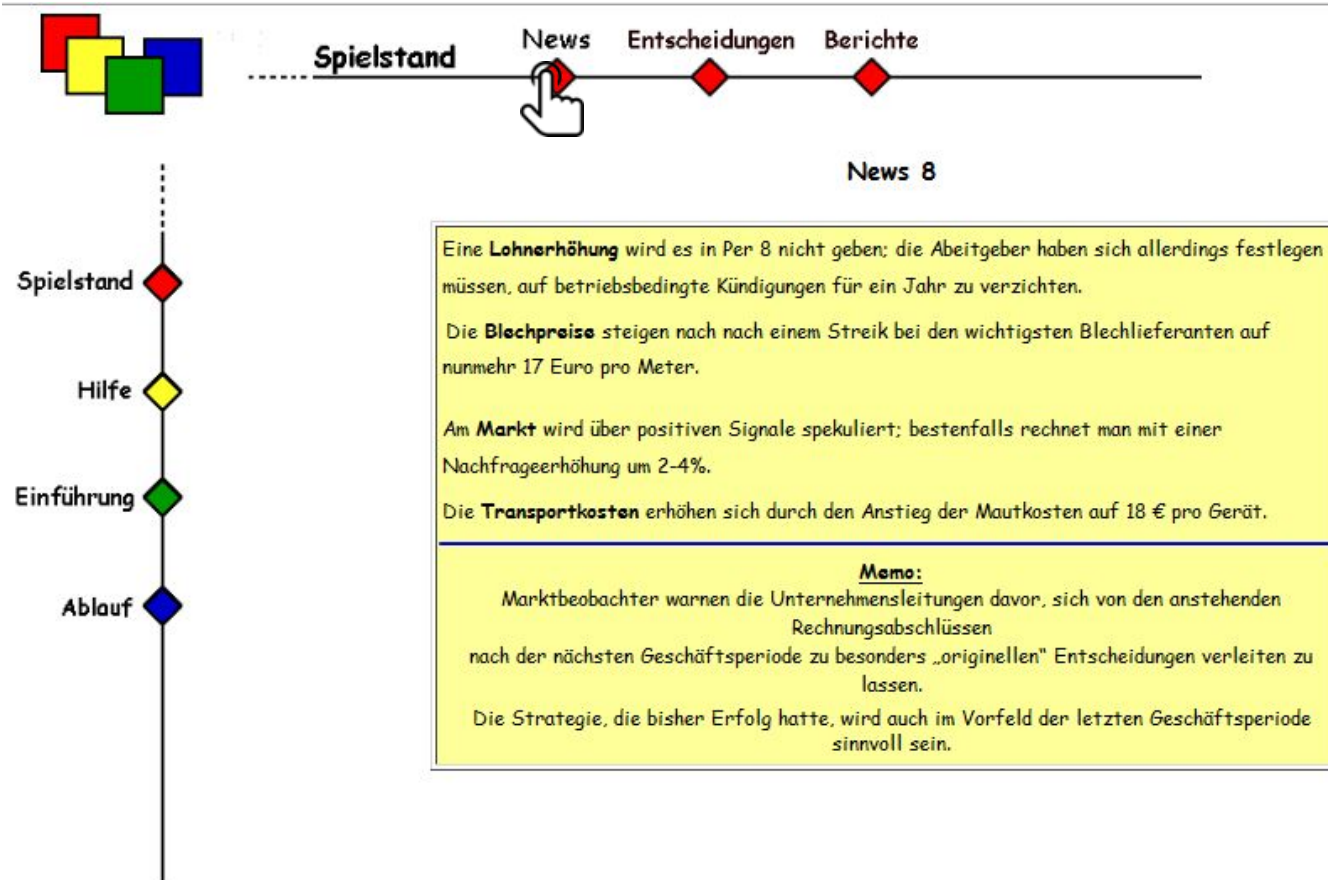 Spielstand
News Entscheidungen Berichte
News 8
Spielstand
Hilfe
Einführung
Ablauf
Eine Lohnerhöhung wird es in Per 8 nicht geben; die Abeitgeber haben sich allerdings festlegen
müssen, auf betriebsbedingte Kündigungen für ein Jahr zu verzichten.
Die Blechpreise steigen nach nach einem Streik bei den wichtigsten Blechlieferanten auf
nunmehr 17 Euro pro Meter.
Am Markt wird über positiven Signale spekuliert; bestenfalls rechnet man mit einer
Nachfrageerhöhung um 2-4%.
Die Transportkosten erhöhen sich durch den Anstieg der Mautkosten auf 18 € pro Gerät.
Memo:
Marktbeobachter warnen die Unternehmensleitungen davor, sich von den anstehenden
Rechnungsabschlüssen
nach der nächsten Geschäftsperiode zu besonders „originellen“ Entscheidungen verleiten zu
lassen.
Die Strategie, die bisher Erfolg hatte, wird auch im Vorfeld der letzten Geschäftsperiode
sinnvoll sein.